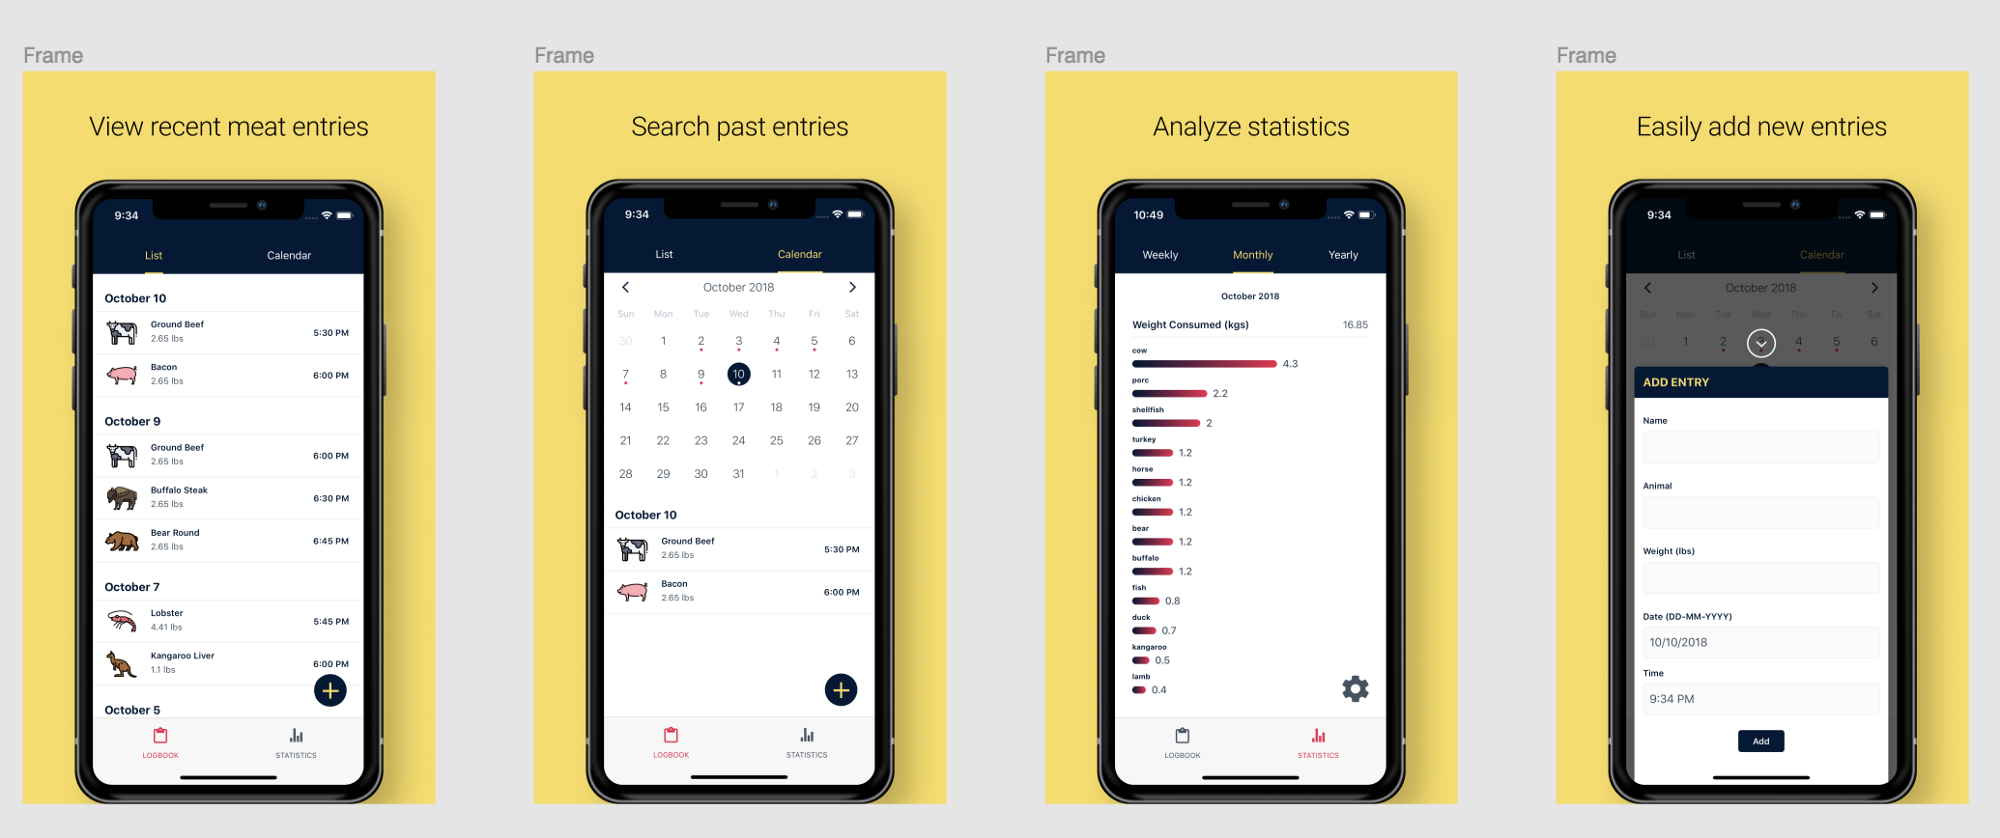 Frame
View recent meat entries
9:34
List Calendar
October 10
Ground Beef
2.65 lbs
5:30 PM
Bacon
2.65 lbs
6:00 PM
October 9
Ground Beef
2.65 lbs
6:00 PM
Buffalo Steak
2.65 lbs
6:30 PM
Bear Round
2.65 lbs
6:45 PM
October 7
Lobster
4.41 lbs
5:45 PM
Kangaroo Liver
1.1 lbs
6:00 PM
October 5
LOGBOOK STATISTICS
Frame
Search past entries
9:34
List Calendar
October 2018
Sun Mon Tue Wed Thu Fri Sat
30 1 2 3 4 5 6
7 8 9 10 11 12 13
14 15 16 17 18 19 20
21 22 23 24 25 26 27
28 29 30 31 1 2 3
October 10
Ground Beef
2.65 lbs
5:30 PM
Bacon
2.65 lbs
6:00 PM
LOGBOOK STATISTICS
Frame
Analyze statistics
10:49
Weekly Monthly Yearly
October 2018
Weight Consumed (kgs) 16.85
cow
4.3
porc
2.2
shellfish
2
turkey
1.2
horse
1.2
chicken
1.2
bear
1.2
buffalo
1.2
fish
0.8
duck
0.7
kangaroo
0.5
lamb
0.4
LOGBOOK STATISTICS
Frame
Easily add new entries
9:34
List Calendar
October 2018
Sun Mon Tue Wed Thu Fri Sat
30 1 2 3 4 5 6
ADD ENTRY
Name
Animal
Weight (lbs)
Date (DD-MM-YYYY)
10/10/2018
Time
9:34 PM
Add